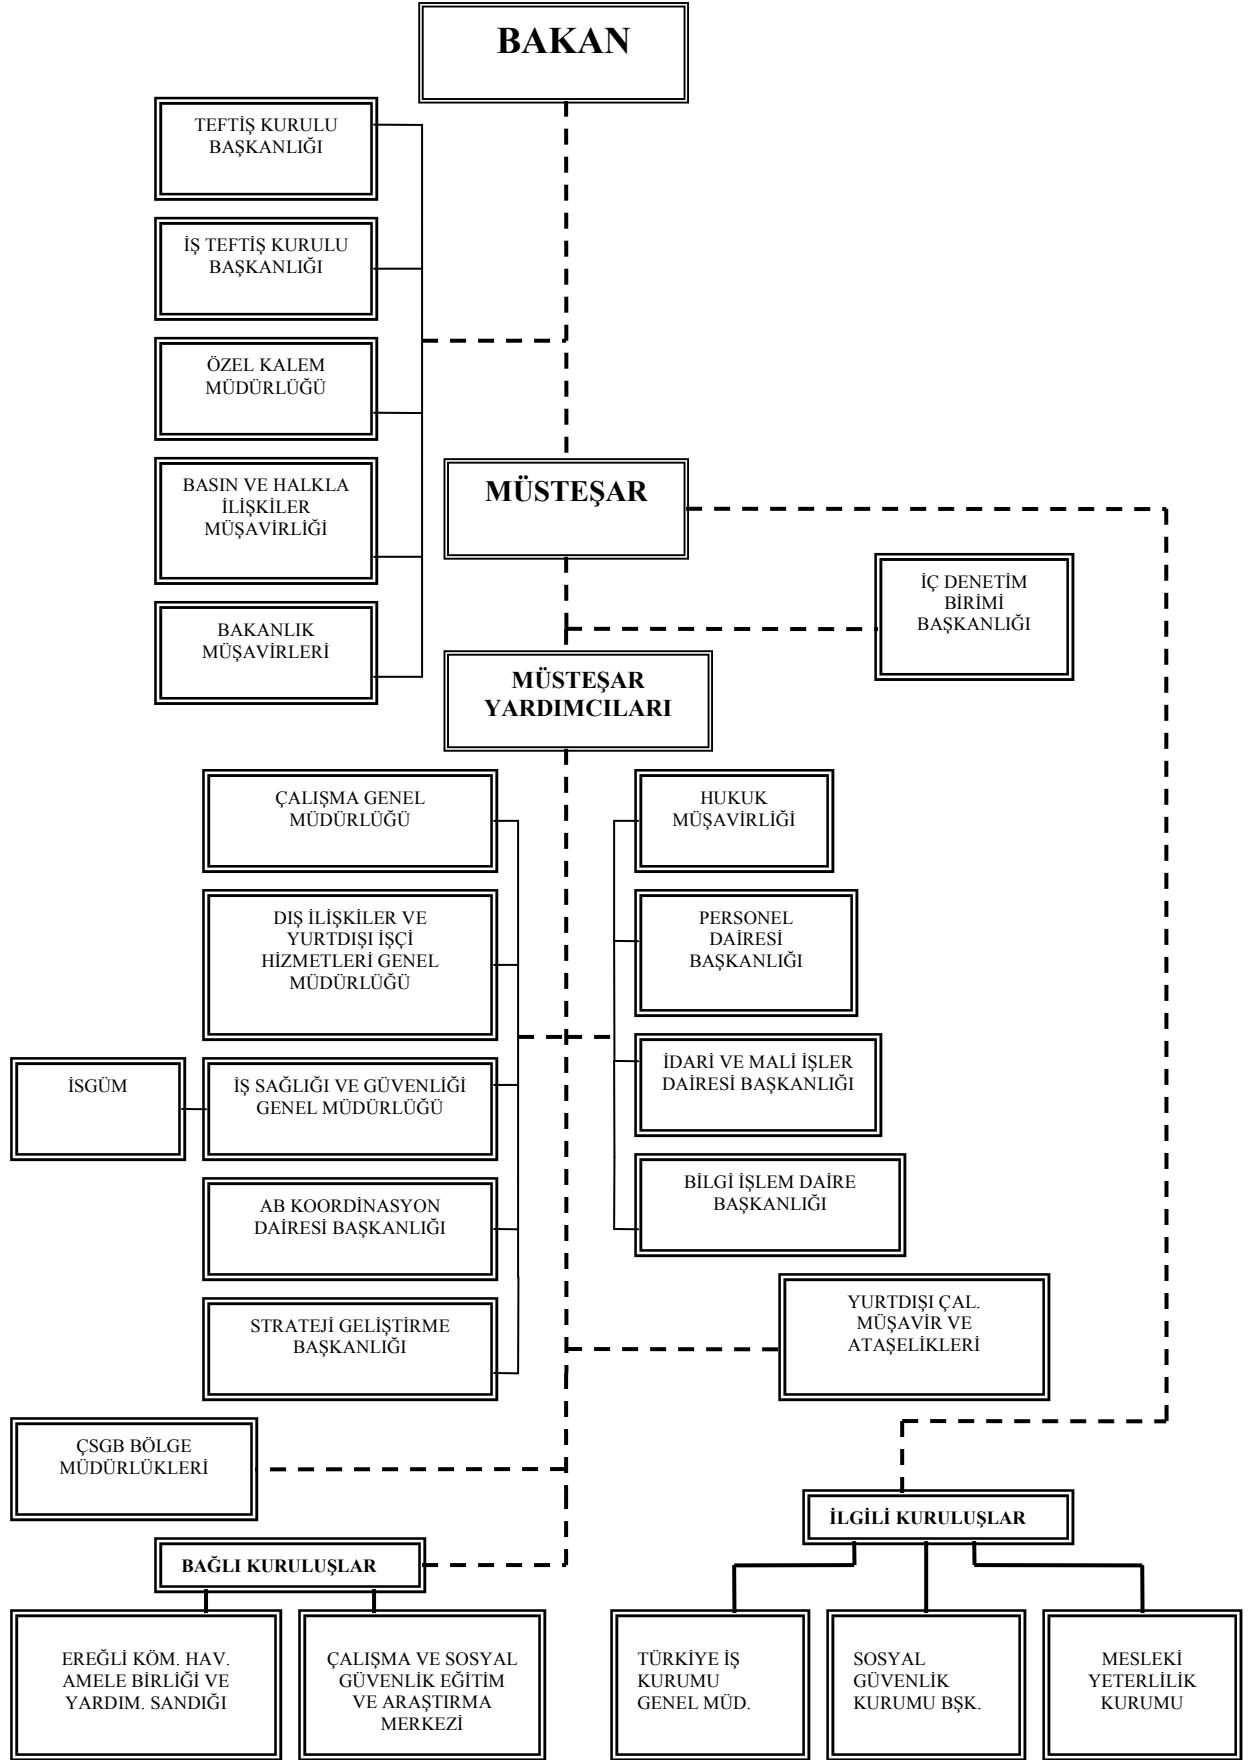 BAKAN
TEFTİŞ KURULU
BAŞKANLIĞI
İŞ TEFTİŞ KURULU
BAŞKANLIĞI
ÖZEL KALEM
MÜDÜRLÜĞÜ
BASIN VE HALKLA
İLİŞKİLER
MÜŞAVİRLİĞİ
BAKANLIK
MÜŞAVİRLERİ
MÜSTEŞAR
İÇ DENETİM
BİRİMİ
BAŞKANLIĞI
MÜSTEŞAR
YARDIMCILARI
ÇALIŞMA GENEL
MÜDÜRLÜĞÜ
HUKUK
MÜŞAVİRLİĞİ
DIŞ İLİŞKİLER VE
YURTDIŞI İŞÇİ
HİZMETLERİ GENEL
MÜDÜRLÜĞÜ
PERSONEL
DAİRESİ
BAŞKANLIĞI
İSGÜM
İŞ SAĞLIĞI VE GÜVENLİĞİ
GENEL MÜDÜRLÜĞÜ
İDARİ VE MALİ İŞLER
DAİRESİ BAŞKANLIĞI
AB KOORDİNASYON
DAİRESİ BAŞKANLIĞI
BİLGİ İŞLEM DAİRE
BAŞKANLIĞI
STRATEJİ GELİŞTİRME
BAŞKANLIĞI
YURTDIŞI ÇAL.
MÜŞAVİR VE
ATAŞELİKLERİ
ÇSGB BÖLGE
MÜDÜRLÜKLERİ
İLGİLİ KURULUŞLAR
BAĞLI KURULUŞLAR
EREĞLİ KÖM. HAV.
AMELE BİRLİĞİ VE
YARDIM. SANDIĞI
ÇALIŞMA VE SOSYAL
GÜVENLİK EĞİTİM
VE ARAŞTIRMA
MERKEZİ
TÜRKİYE İŞ
KURUMU
GENEL MÜD.
SOSYAL
GÜVENLİK
KURUMU BŞK.
MESLEKİ
YETERLİLİK
KURUMU